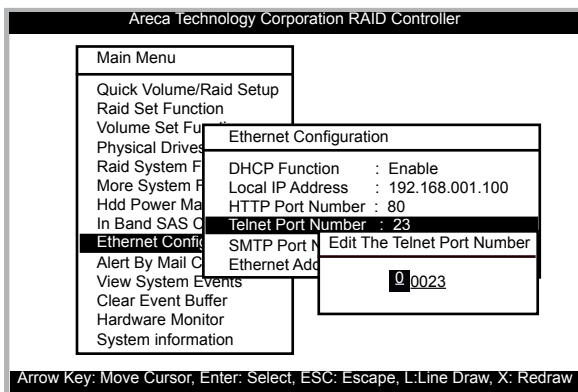 Areca Technology Corporation RAID Controller
Main Menu
Quick Volume/Raid Setup
Raid Set Function
Volume Set Fu
Physical Drives
Raid System F
More System F
Hdd Power Ma
In Band SAS C
Ethernet Config
Alert By Mail C
View System Events
Clear Event Buffer
Hardware Monitor
System information
Ethernet Configuration
DHCP Function : Enable
Local IP Address : 192.168.001.100
HTTP Port Number : 80
Telnet Port Number : 23
SMTP Port N
Ethernet Add
Edit The Telnet Port Number
0 0023
Arrow Key: Move Cursor, Enter: Select, ESC: Escape, L:Line Draw, X: Redraw